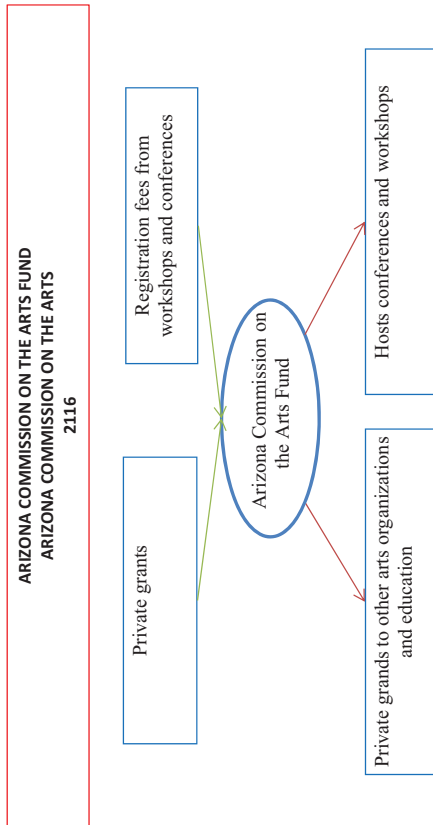 ARIZONA COMMISSION ON THE ARTS FUND
ARIZONA COMMISSION ON THE ARTS
2116
Private grants
Registration fees from
workshops and conferences
Arizona Commission on
the Arts Fund
Private grands to other arts organizations
and education
Hosts conferences and workshops